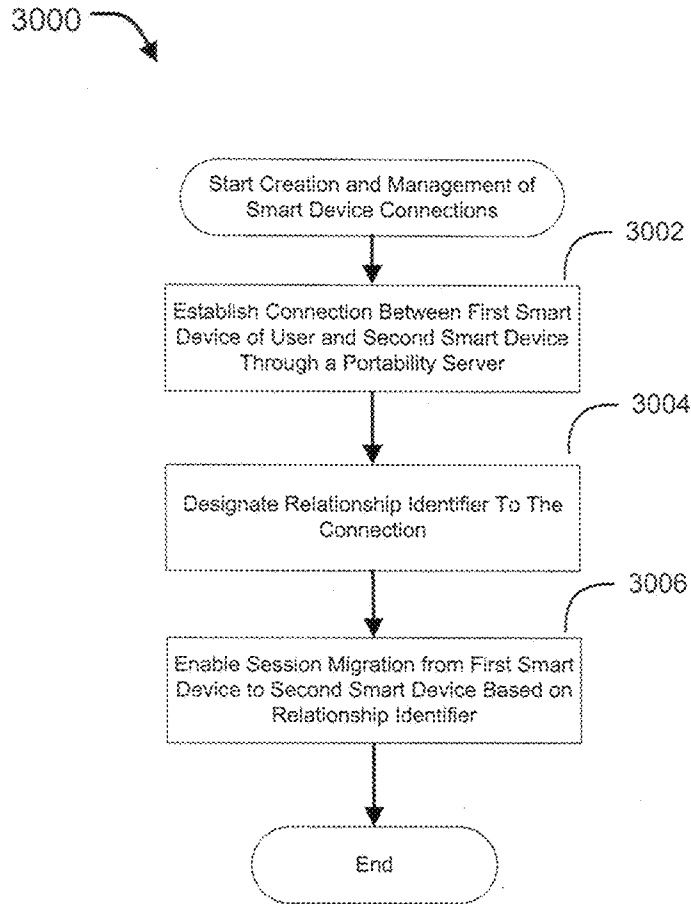 3000
Start Creation and Management of
Smart Device Connections
3002
Establish Connection Between First Smart
Device of User and Second Smart Device
Through a Portability Server
3004
Designate Relationship Identifier To The
Connection
3006
Enable Session Migration from First Smart
Device to Second Smart Device Based on
Relationship Identifier
End